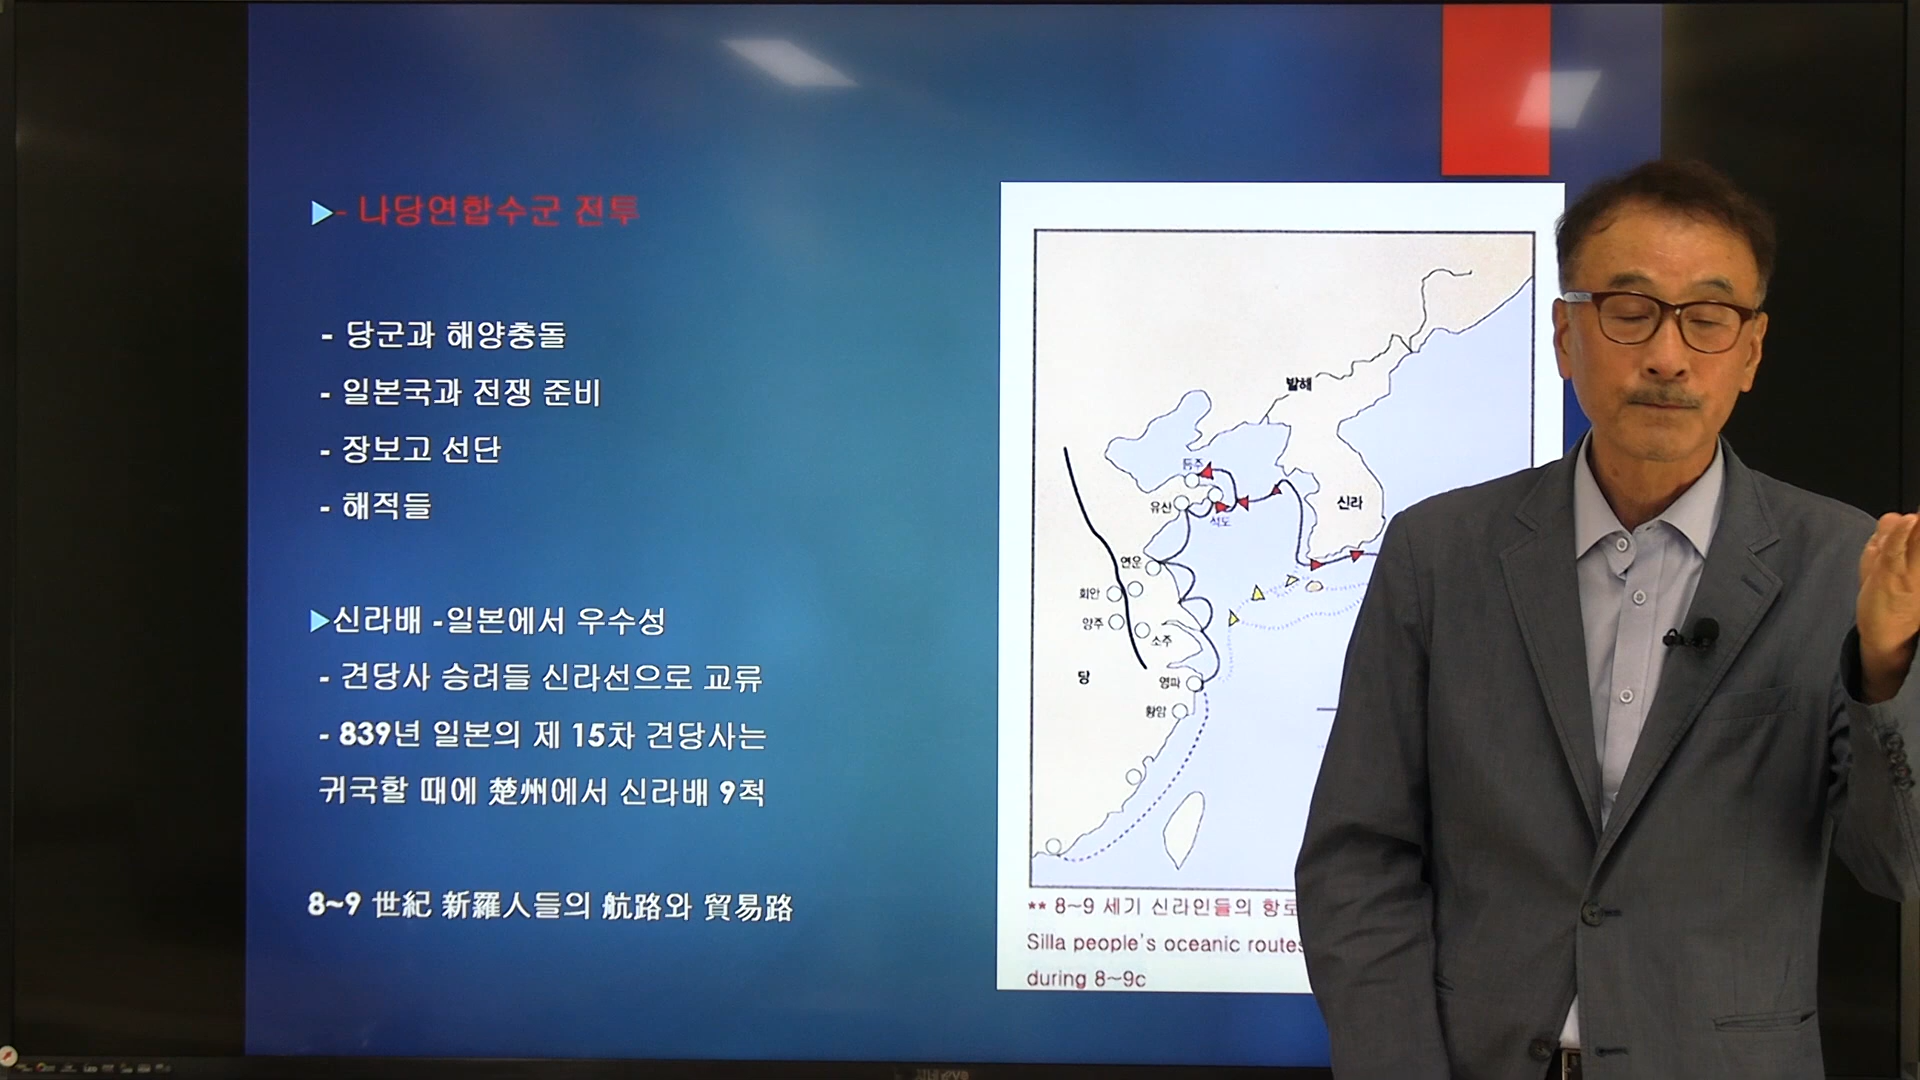 - 나당연합수군 전투
- 당군과 해양충돌
- 일본국과 전쟁 준비
- 장보고 선단
- 해적들
신라배 -일본에서 우수성
- 견당사 승려들 신라선으로 교류
- 839년 일본의 제 15차 견당사는
귀국할 때에 楚州에서 신라배 9척
8~9 世紀 新羅人들의 航路와 貿易路
발해
등주
유산
석도
신라
연운
회안
양주
소주
당
영파
황암
** 8~9 세기 신라인들의 항로
Silla people's oceanic routes
during 8~9c